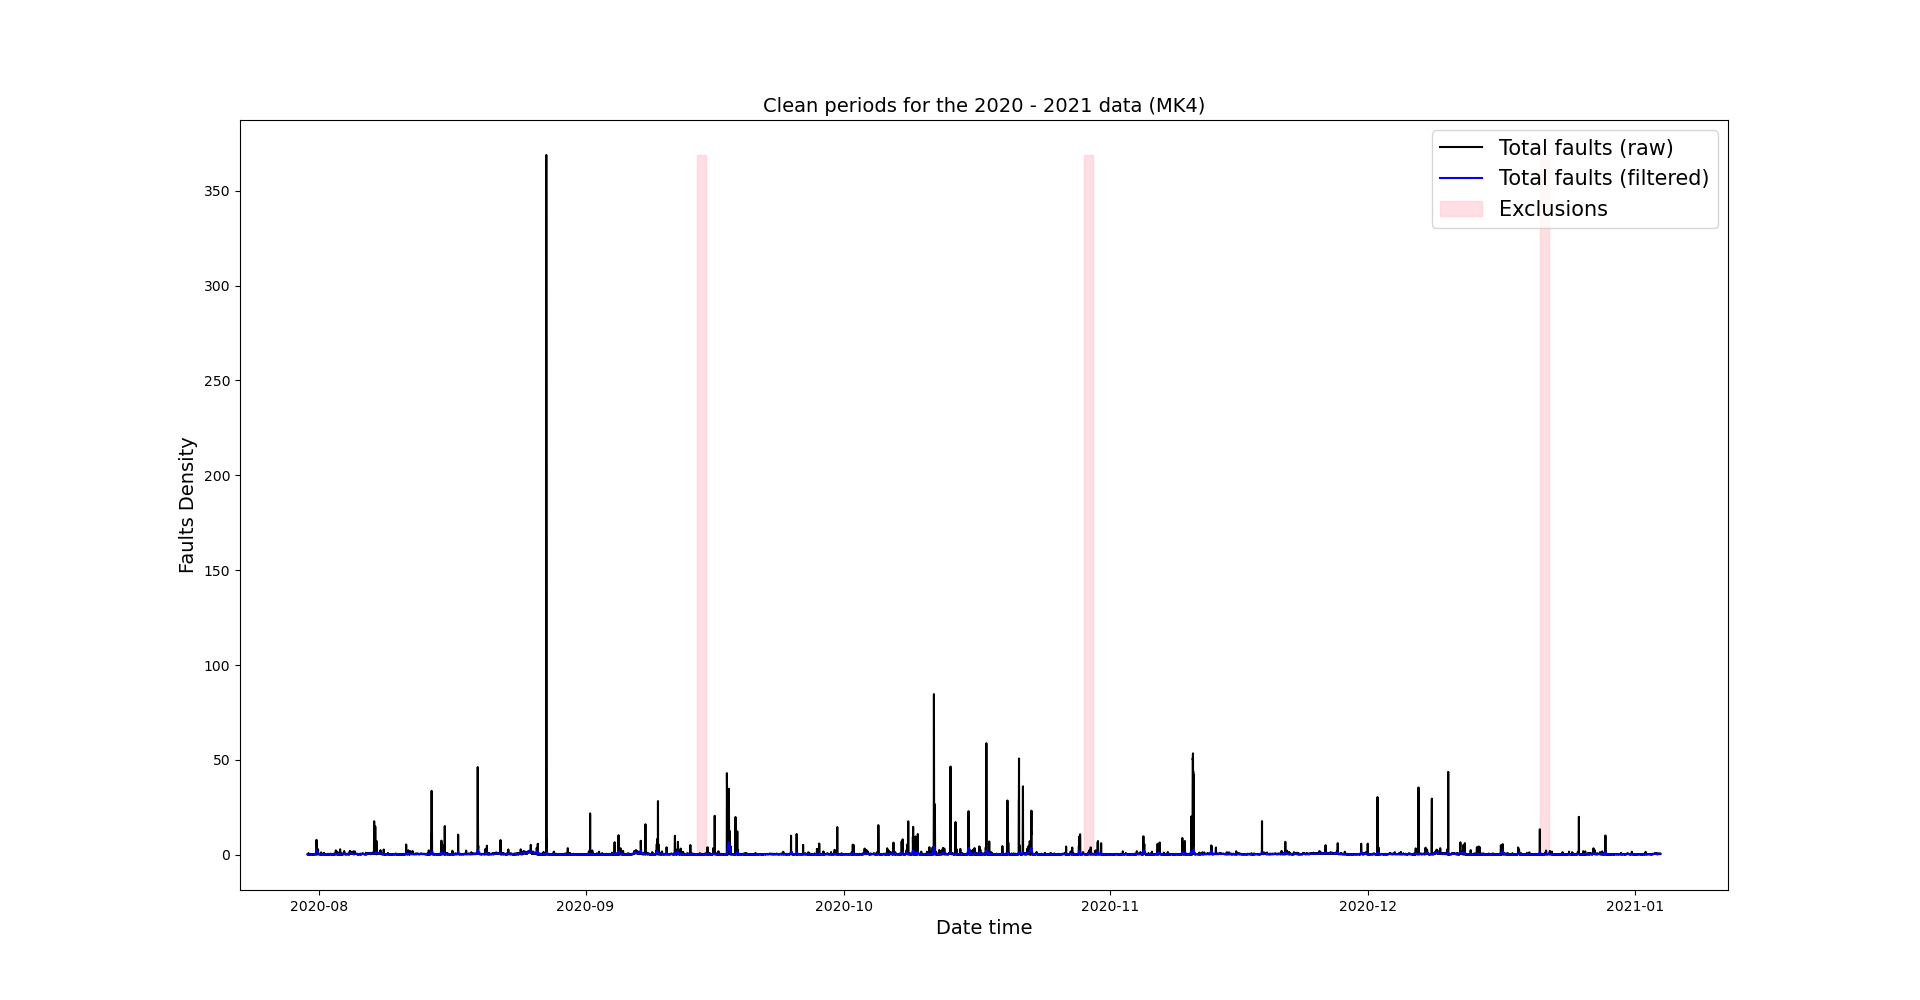 Clean periods for the 2020 - 2021 data (MK4)
Total faults (raw)
Total faults (filtered)
Exclusions
Faults Density
350
300
250
200
150
100
50
0
2020-08 2020-09 2020-10 2020-11 2020-12 2021-01
Date time